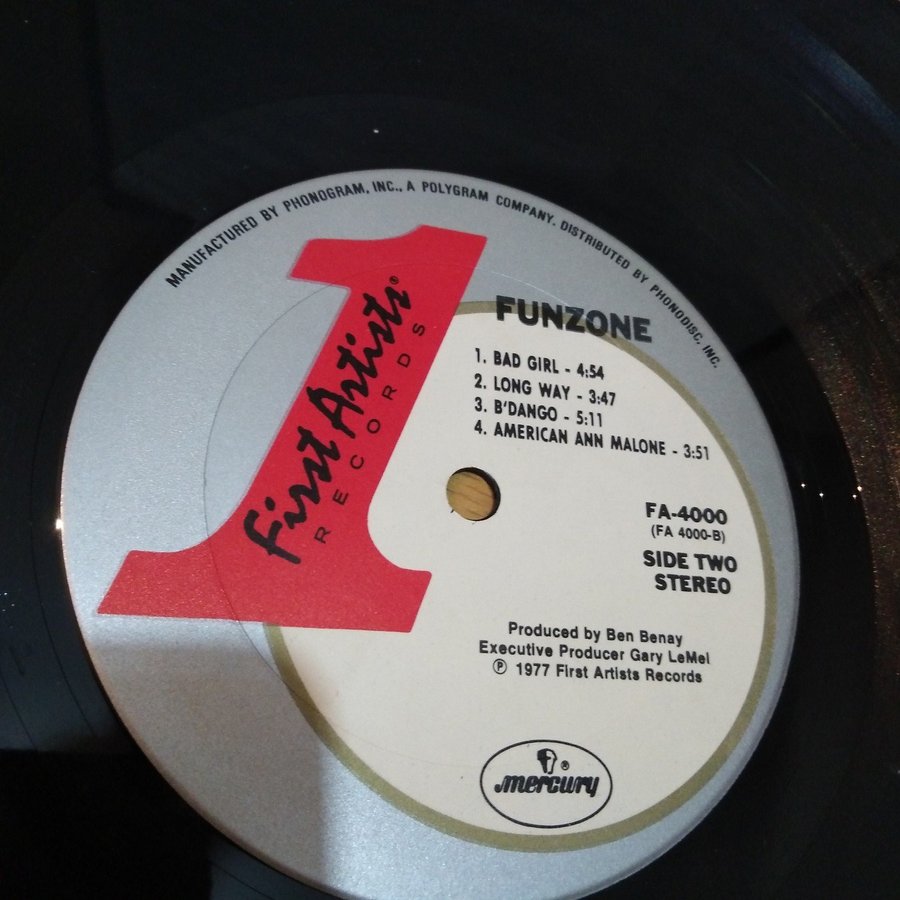 MANUFACTURED BY PHONOGRAM, INC., A POLYGRAM COMPANY. DISTRIBUTED BY PHONODISC, INC.
1
First Artists®
RECORDS
FUNZONE
1. BAD GIRL - 4:54
2. LONG WAY - 3:47
3. B'DANGO - 5:11
4. AMERICAN ANN MALONE - 3:51
FA-4000
(FA 4000-B)
SIDE TWO
STEREO
Produced by Ben Benay
Executive Producer Gary LeMel
℗ 1977 First Artists Records
®
mercury